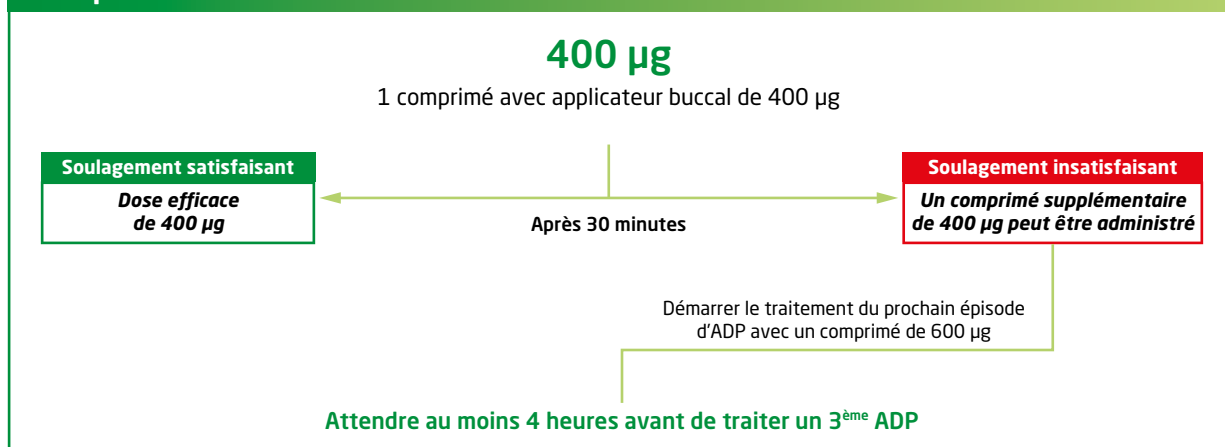 400 µg
1 comprimé avec applicateur buccal de 400 µg
Soulagement satisfaisant
Dose efficace
de 400 µg
Après 30 minutes
Soulagement insatisfaisant
Un comprimé supplémentaire
de 400 µg peut être administré
Démarrer le traitement du prochain épisode
d'ADP avec un comprimé de 600 µg
Attendre au moins 4 heures avant de traiter un 3ème ADP